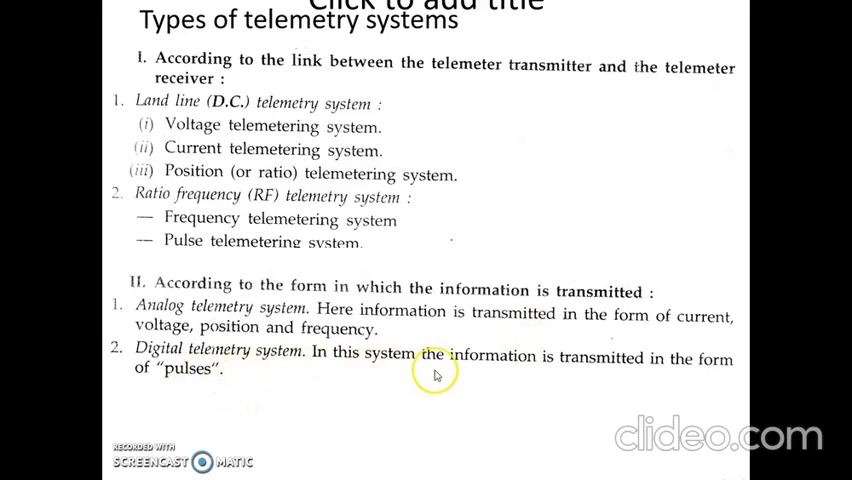 Click to add title
Types of telemetry systems
I. According to the link between the telemeter transmitter and the telemeter
receiver :
1. Land line (D.C.) telemetry system :
(i) Voltage telemetering system.
(ii) Current telemetering system.
(iii) Position (or ratio) telemetering system.
2. Ratio frequency (RF) telemetry system :
— Frequency telemetering system
— Pulse telemetering system.
II. According to the form in which the information is transmitted :
1. Analog telemetry system. Here information is transmitted in the form of current,
voltage, position and frequency.
2. Digital telemetry system. In this system the information is transmitted in the form
of “pulses”.
clideo.com
RECORDED WITH
SCREENCAST MATIC